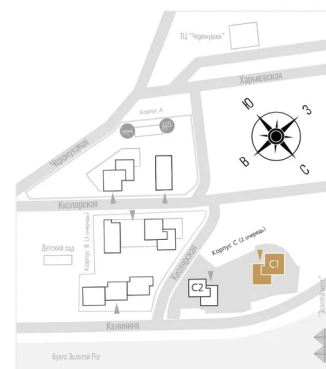 ТЦ "Черемушки"
Харьковская
Корпус А
Черемуховая
Ю
З
В
С
Кизлярская
Корпус В (3 очередь)
Детский сад
Кизлярская
Корпус С (2 очередь)
С1
С2
Калинина
бухта Золотой Рог